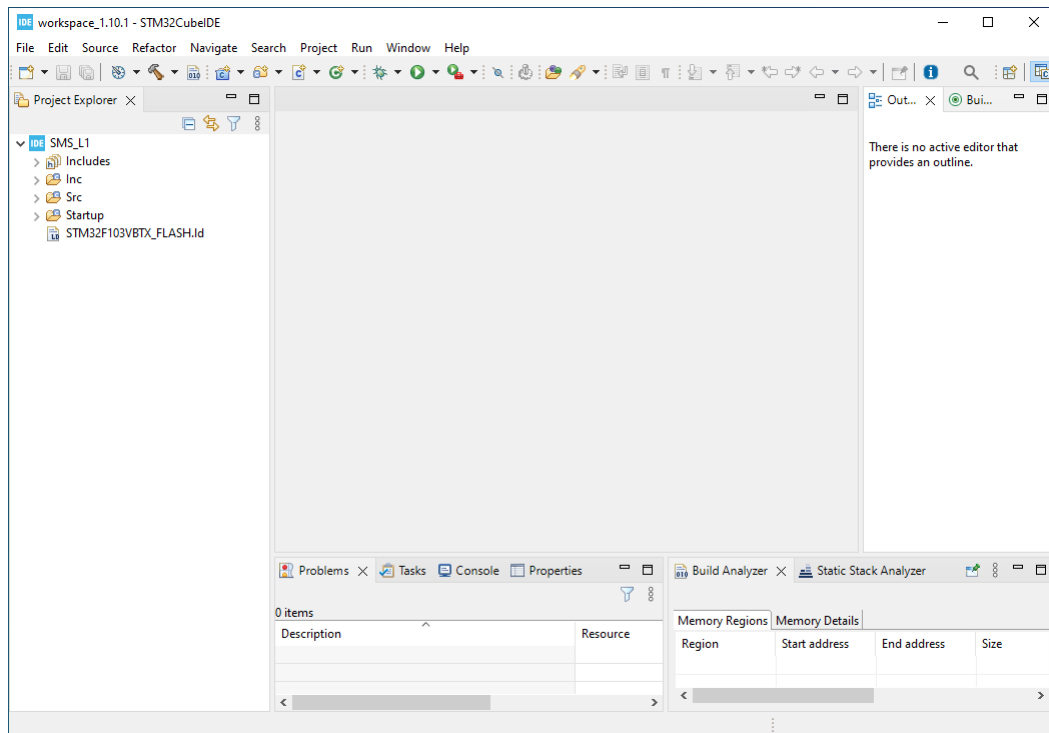 IDE workspace_1.10.1 - STM32CubeIDE
File Edit Source Refactor Navigate Search Project Run Window Help
Project Explorer
Out...
Bui...
IDE SMS_L1
Includes
Inc
Src
Startup
STM32F103VBTX_FLASH.ld
There is no active editor that
provides an outline.
Problems Tasks Console Properties
0 items
Description Resource
Build Analyzer Static Stack Analyzer
Memory Regions Memory Details
Region Start address End address Size